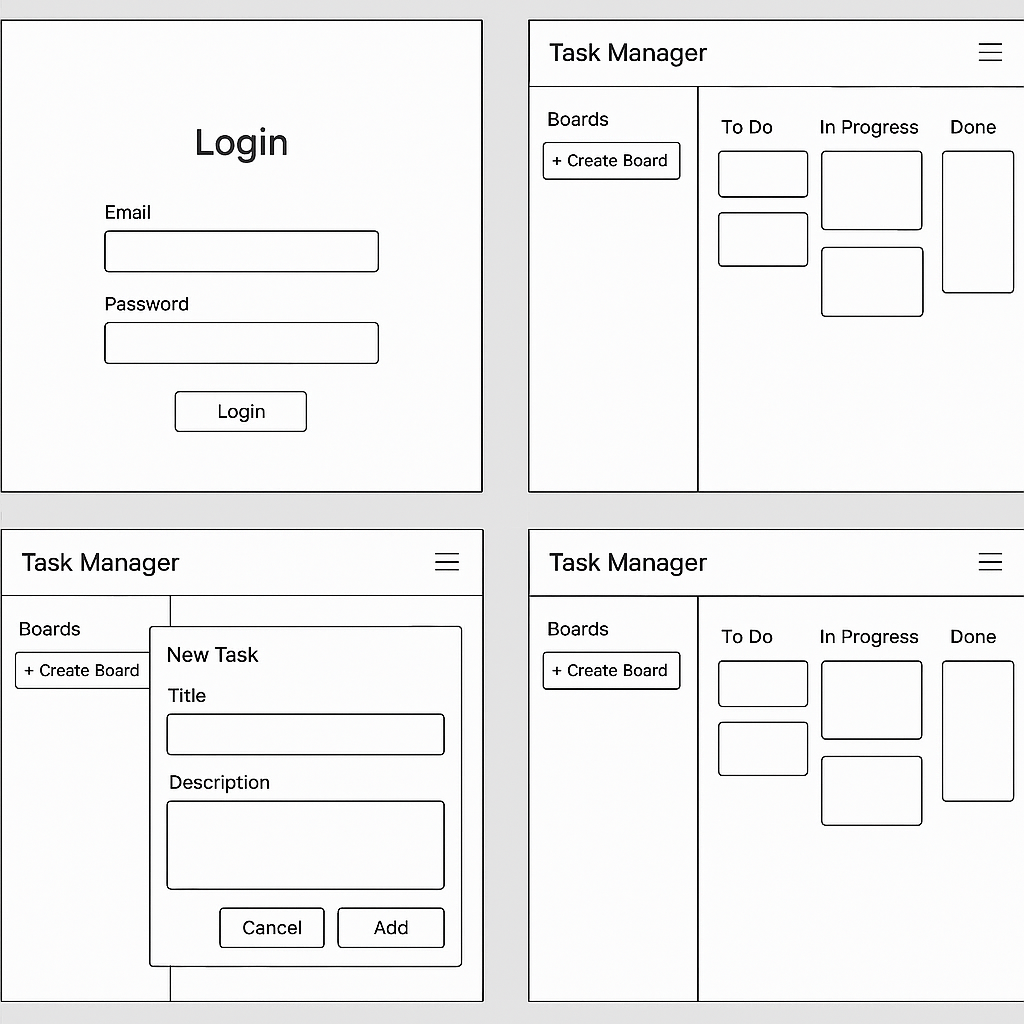 Login
Email
Password
Login
Task Manager
Boards
+ Create Board
To Do
In Progress
Done
Task Manager
Boards
+ Create Board
New Task
Title
Description
Cancel
Add
Task Manager
Boards
+ Create Board
To Do
In Progress
Done